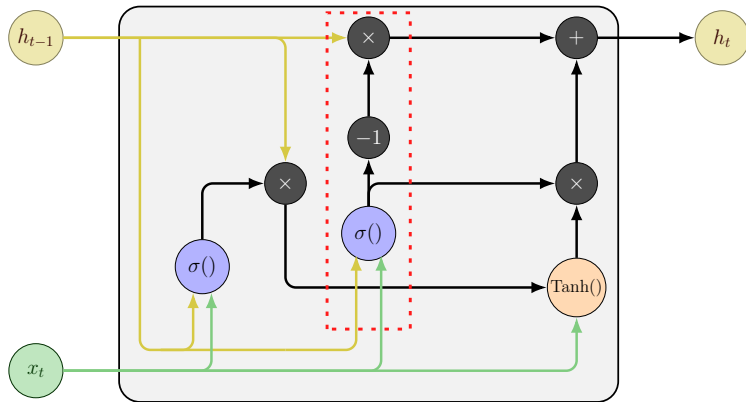 h_{t-1}
×
+
h_t
−1
×
×
σ()
σ()
Tanh()
x_t